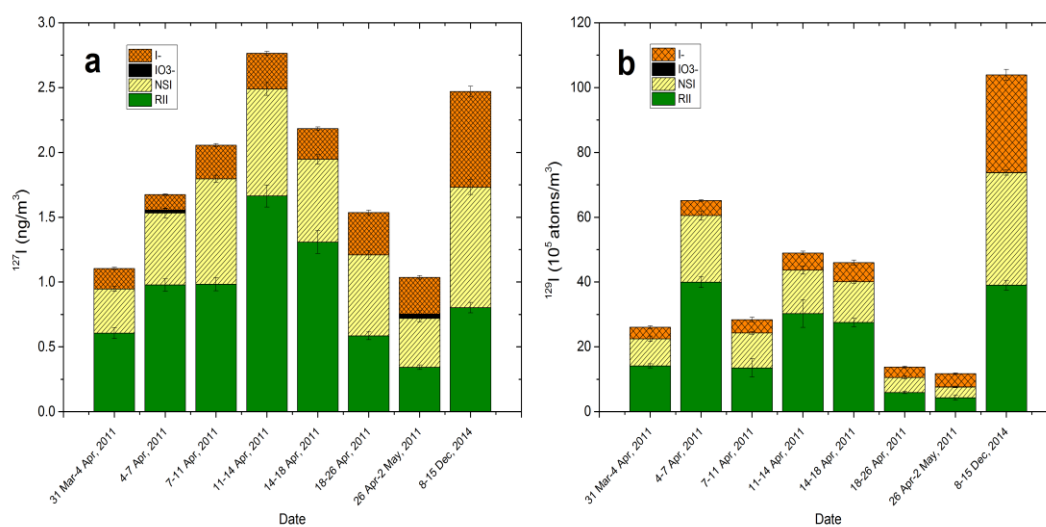 a
I-
IO3-
NSI
RII
3.0
2.5
2.0
1.5
1.0
0.5
0.0
¹²⁷I (ng/m³)
31 Mar-4 Apr, 2011
4-7 Apr, 2011
7-11 Apr, 2011
11-14 Apr, 2011
14-18 Apr, 2011
18-26 Apr, 2011
26 Apr-2 May, 2011
8-15 Dec, 2014
Date
b
I-
IO3-
NSI
RII
120
100
80
60
40
20
0
¹²⁹I (10⁵ atoms/m³)
31 Mar-4 Apr, 2011
4-7 Apr, 2011
7-11 Apr, 2011
11-14 Apr, 2011
14-18 Apr, 2011
18-26 Apr, 2011
26 Apr-2 May, 2011
8-15 Dec, 2014
Date